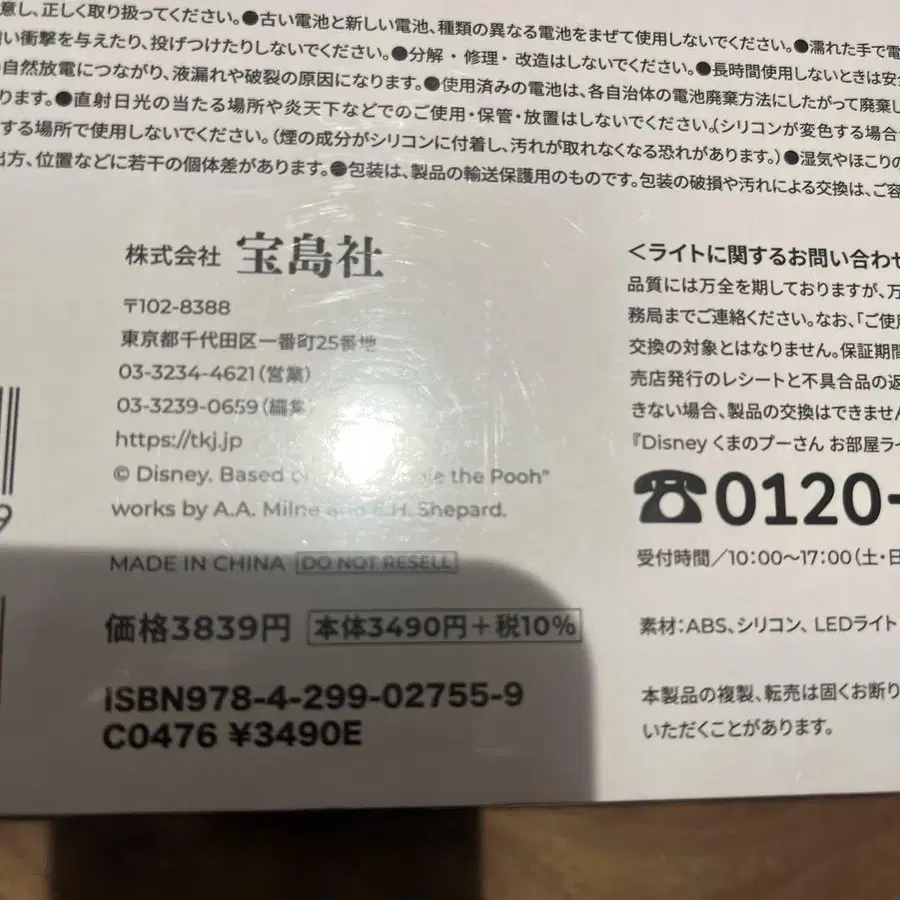 意し、正しく取り扱ってください。●古い電池と新しい電池、種類の異なる電池をまぜて使用しないでください。●濡れた手で電
い衝撃を与えたり、投げつけたりしないでください。●分解・修理・改造はしないでください。●長時間使用しないときは安全
自然放電につながり、液漏れや破裂の原因になります。●使用済みの電池は、各自治体の電池廃棄方法にしたがって廃棄し
ります。●直射日光の当たる場所や炎天下などでのご使用・保管・放置はしないでください。(シリコンが変色する場合
する場所で使用しないでください。(煙の成分がシリコンに付着し、汚れが取れなくなる恐れがあります。)●湿気やほこりの
出方、位置などに若干の個体差があります。●包装は、製品の輸送保護用のものです。包装の破損や汚れによる交換は、ご容
株式会社 宝島社
〒102-8388
東京都千代田区一番町25番地
03-3234-4621(営業)
03-3239-0659(編集
https://tkj.jp
© Disney. Based the Pooh"
works by A.A. Milne and E.H. Shepard.
MADE IN CHINA DO NOT RESELL
価格3839円 本体3490円+税10%
ISBN978-4-299-02755-9
C0476 ¥3490E
9
<ライトに関するお問い合わせ
品質には万全を期しておりますが、万
務局までご連絡ください。なお、「ご使用
交換の対象とはなりません。保証期間
売店発行のレシートと不具合品の返
きない場合、製品の交換はできません
『Disney くまのプーさん お部屋ライ
☎0120-
受付時間/10:00〜17:00(土・日
素材:ABS、シリコン、LEDライト
本製品の複製、転売は固くお断り
いただくことがあります。